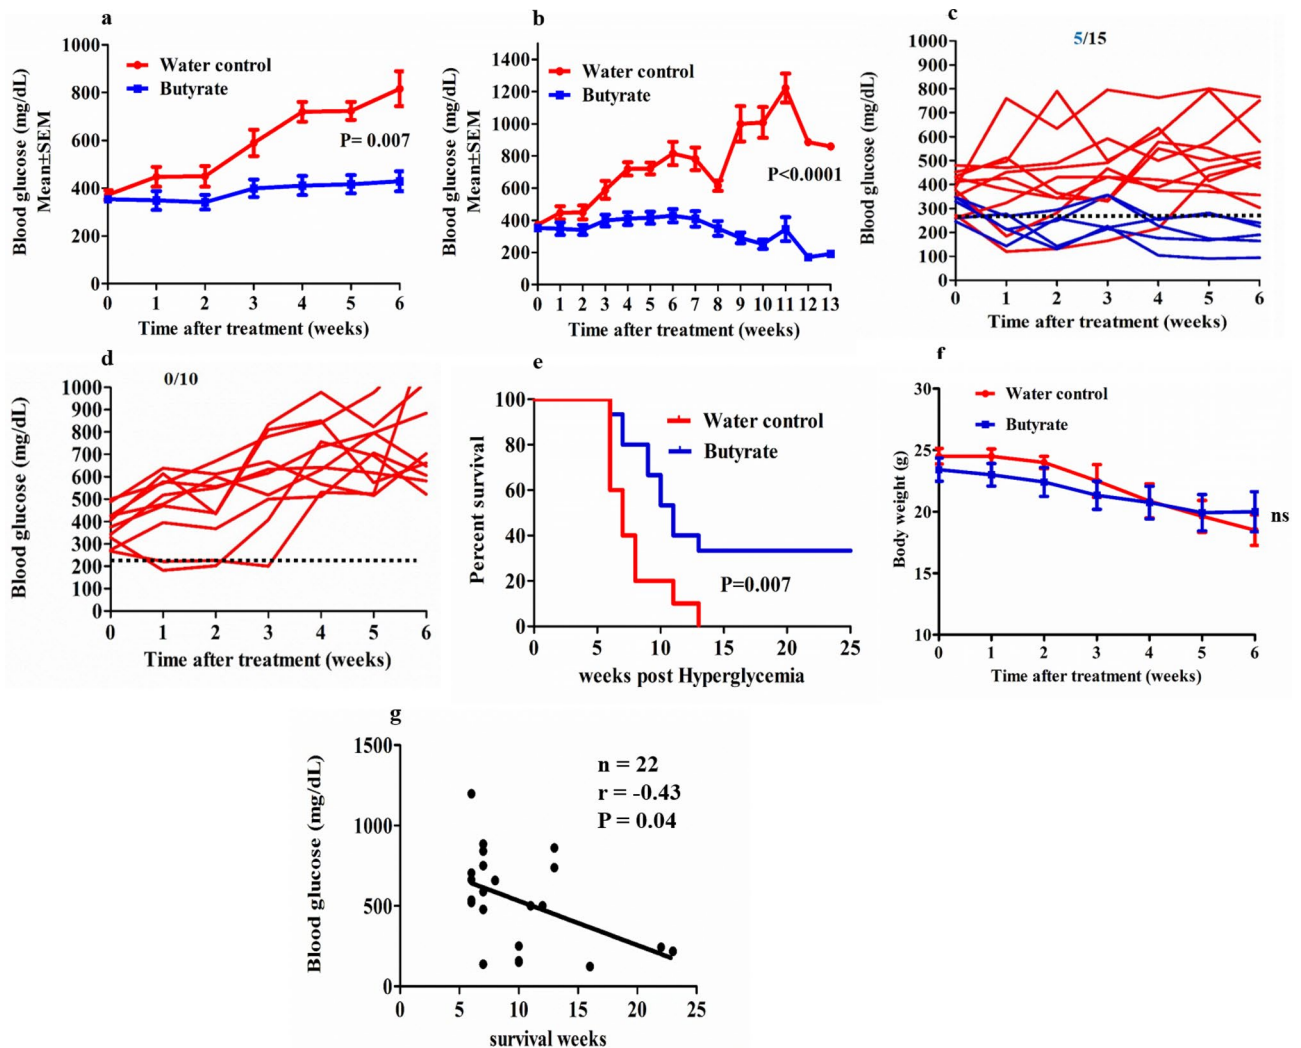 a
Blood glucose (mg/dL)
Mean±SEM
1000
800
600
400
200
0
Water control
Butyrate
P= 0.007
0 1 2 3 4 5 6
Time after treatment (weeks)
b
Blood glucose (mg/dL)
Mean±SEM
1400
1200
1000
800
600
400
200
0
Water control
Butyrate
P<0.0001
0 1 2 3 4 5 6 7 8 9 10 11 12 13
Time after treatment (weeks)
c
5/15
Blood glucose (mg/dL)
1000
900
800
700
600
500
400
300
200
100
0
0 1 2 3 4 5 6
Time after treatment (weeks)
d
0/10
Blood glucose (mg/dL)
1000
900
800
700
600
500
400
300
200
100
0
0 1 2 3 4 5 6
Time after treatment (weeks)
e
Percent survival
100
80
60
40
20
0
Water control
Butyrate
P=0.007
0 5 10 15 20 25
weeks post Hyperglycemia
f
Body weight (g)
30
25
20
15
10
Water control
Butyrate
ns
0 1 2 3 4 5 6
Time after treatment (weeks)
g
Blood glucose (mg/dL)
1500
1000
500
0
n = 22
r = -0.43
P = 0.04
0 5 10 15 20 25
survival weeks